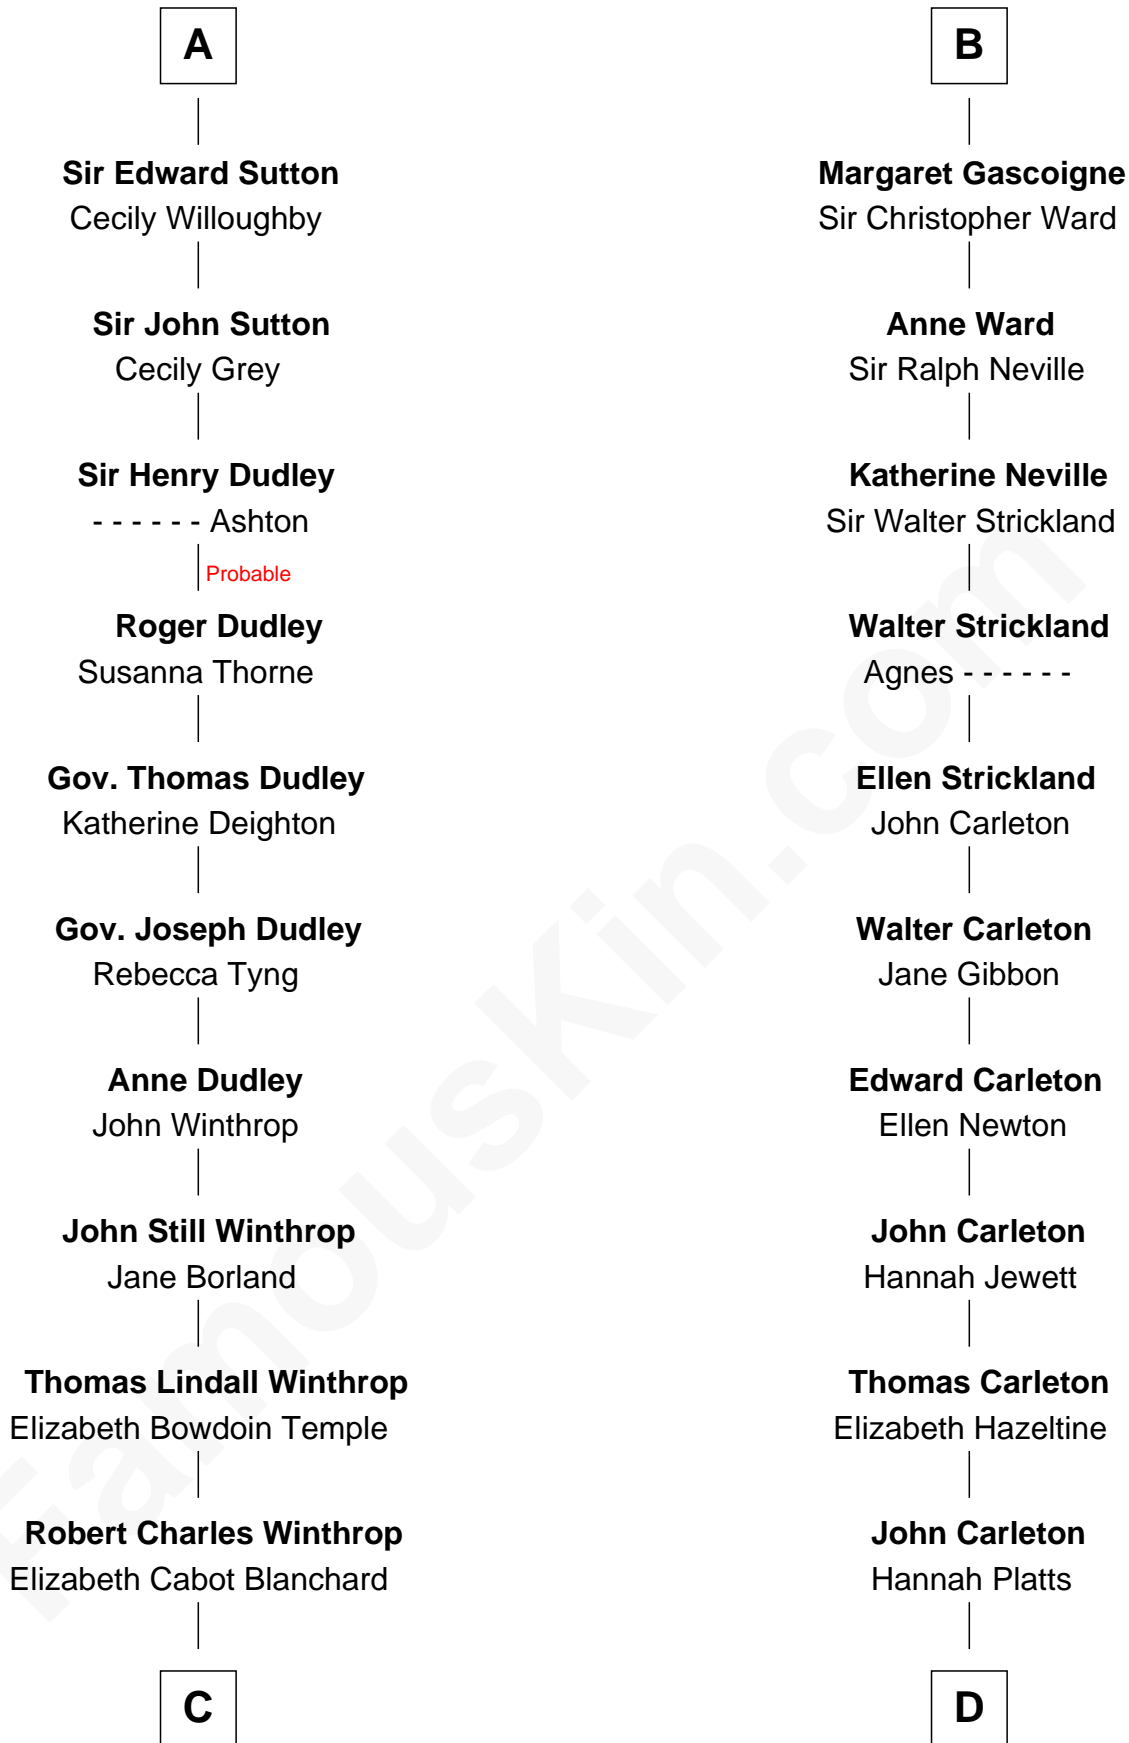 A
Sir Edward Sutton
Cecily Willoughby
Sir John Sutton
Cecily Grey
Sir Henry Dudley
- - - - - - Ashton
Probable
Roger Dudley
Susanna Thorne
Gov. Thomas Dudley
Katherine Deighton
Gov. Joseph Dudley
Rebecca Tyng
Anne Dudley
John Winthrop
John Still Winthrop
Jane Borland
Thomas Lindall Winthrop
Elizabeth Bowdoin Temple
Robert Charles Winthrop
Elizabeth Cabot Blanchard
C
B
Margaret Gascoigne
Sir Christopher Ward
Anne Ward
Sir Ralph Neville
Katherine Neville
Sir Walter Strickland
Walter Strickland
Agnes - - - - - -
Ellen Strickland
John Carleton
Walter Carleton
Jane Gibbon
Edward Carleton
Ellen Newton
John Carleton
Hannah Jewett
Thomas Carleton
Elizabeth Hazeltine
John Carleton
Hannah Platts
D
FamousKin.com